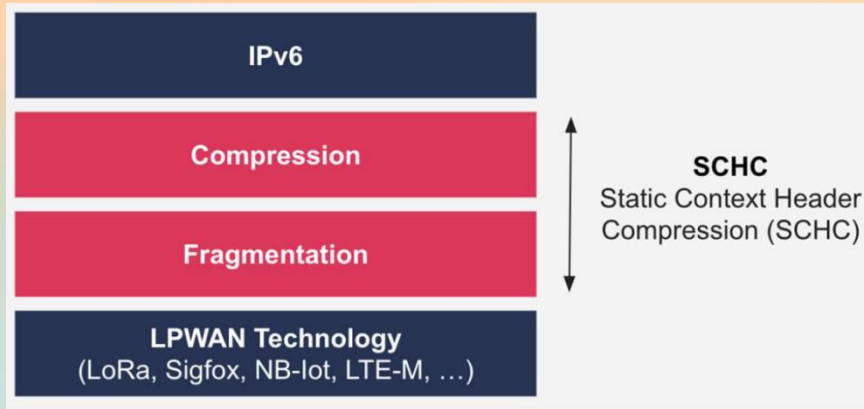 IPv6
Compression
Fragmentation
LPWAN Technology
(LoRa, Sigfox, NB-Iot, LTE-M, …)
SCHC
Static Context Header
Compression (SCHC)